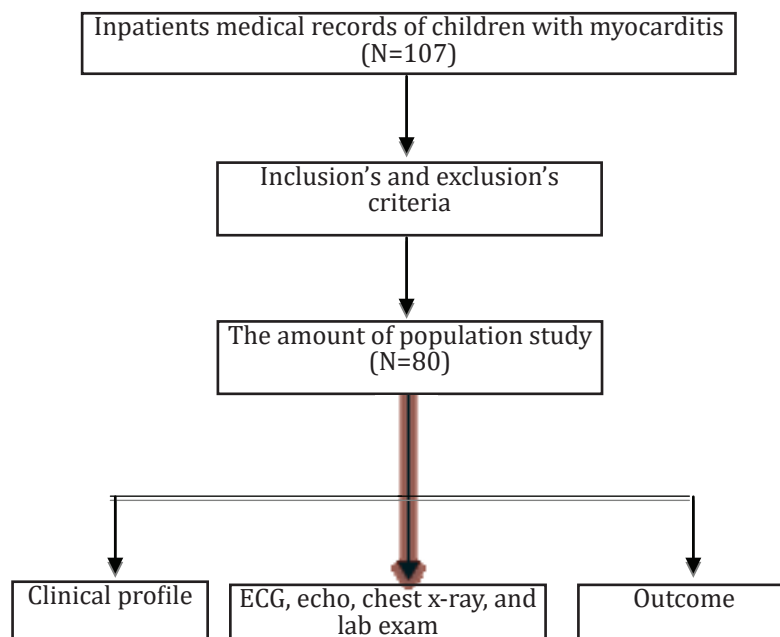 Inpatients medical records of children with myocarditis
(N=107)
Inclusion's and exclusion's
criteria
The amount of population study
(N=80)
Clinical profile
ECG, echo, chest x-ray, and
lab exam
Outcome